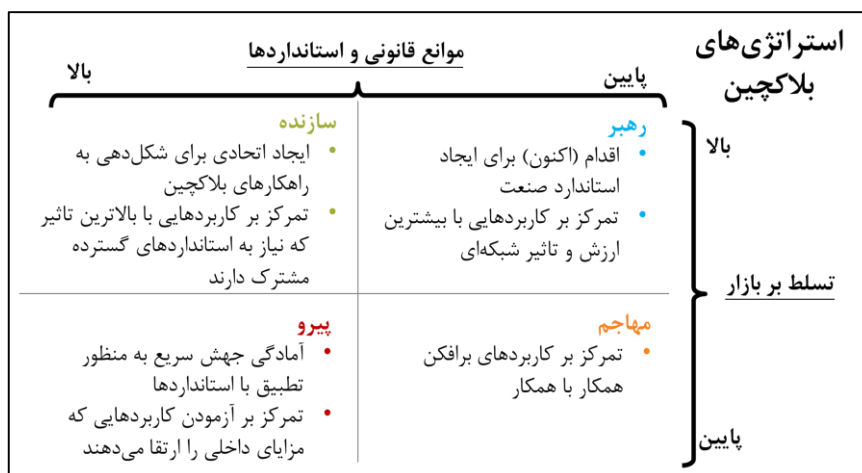 استراتژی‌های
بلاکچین
موانع قانونی و استانداردها
پایین
بالا
تسلط بر بازار
بالا
پایین
رهبر
• اقدام (اکنون) برای ایجاد
استاندارد صنعت
• تمرکز بر کاربردهایی با بیشترین
ارزش و تاثیر شبکه‌ای
سازنده
• ایجاد اتحادی برای شکل‌دهی به
راهکارهای بلاکچین
• تمرکز بر کاربردهایی با بالاترین تاثیر
که نیاز به استانداردهای گسترده
مشترک دارند
مهاجم
• تمرکز بر کاربردهای برافکن
همکار با همکار
پیرو
• آمادگی جهش سریع به منظور
تطبیق با استانداردها
• تمرکز بر آزمودن کاربردهایی که
مزایای داخلی را ارتقا می‌دهند